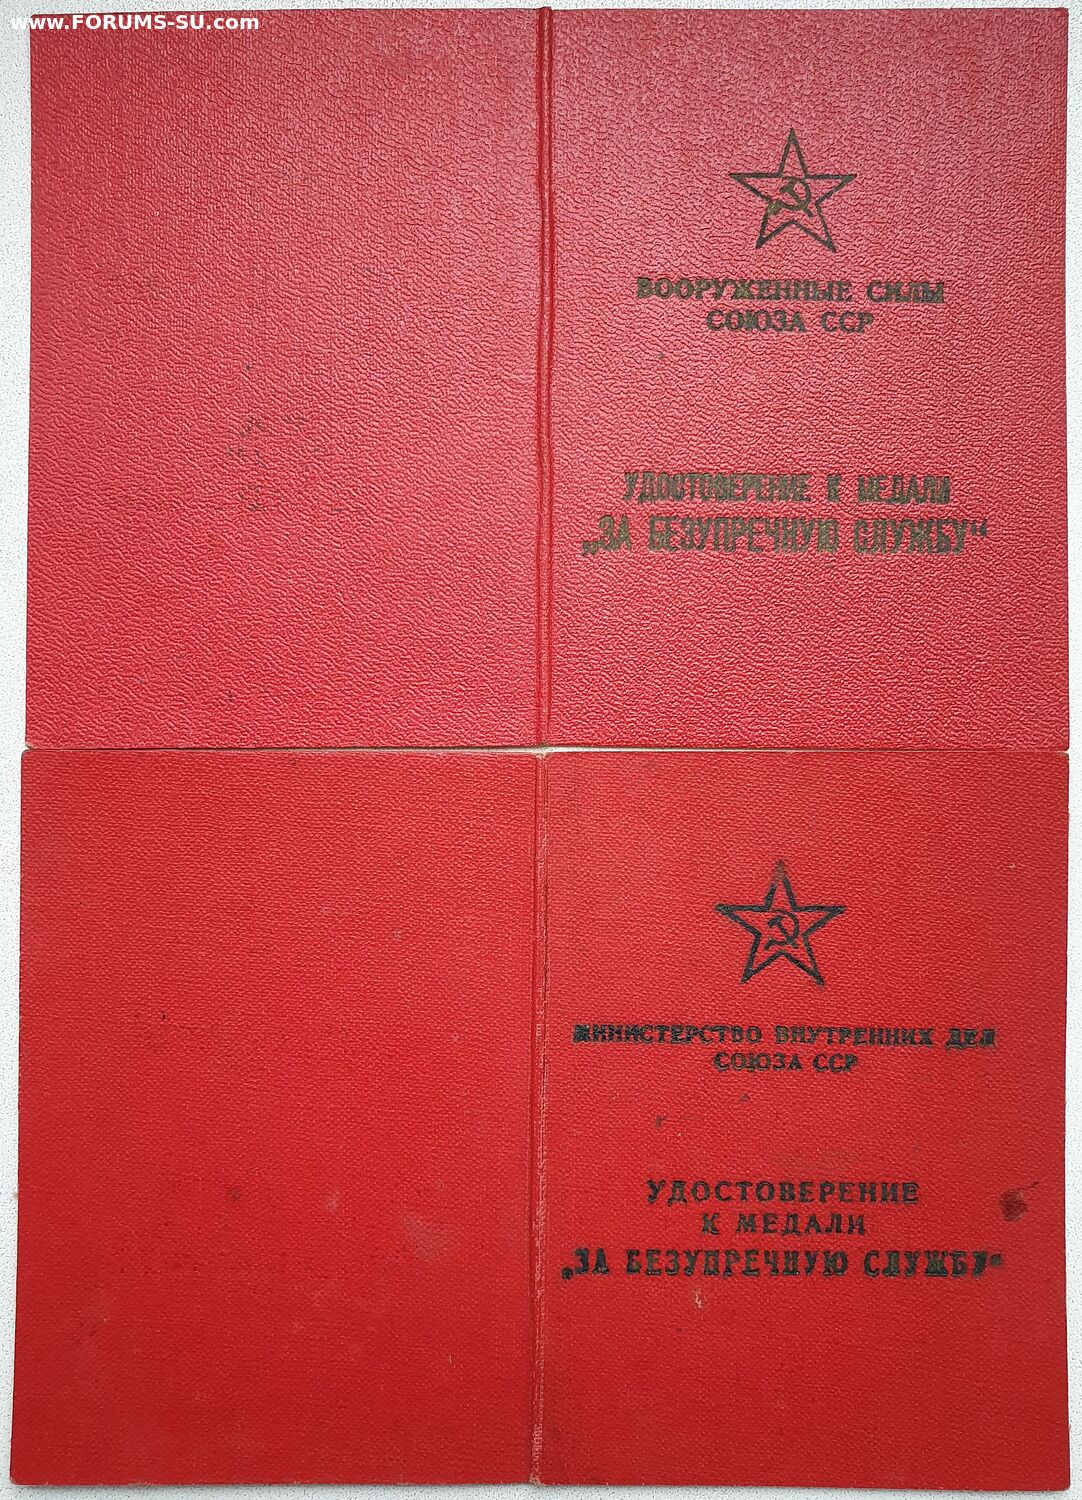 www.FORUMS-SU.com
ВООРУЖЕННЫЕ СИЛЫ
СОЮЗА ССР
УДОСТОВЕРЕНИЕ К МЕДАЛИ
„ЗА БЕЗУПРЕЧНУЮ СЛУЖБУ“
МИНИСТЕРСТВО ВНУТРЕННИХ ДЕЛ
СОЮЗА ССР
УДОСТОВЕРЕНИЕ
К МЕДАЛИ
„ЗА БЕЗУПРЕЧНУЮ СЛУЖБУ“